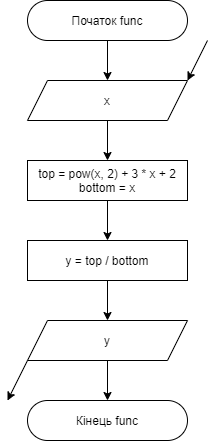 Початок func
x
top = pow(x, 2) + 3 * x + 2
bottom = x
y = top / bottom
y
Кінець func